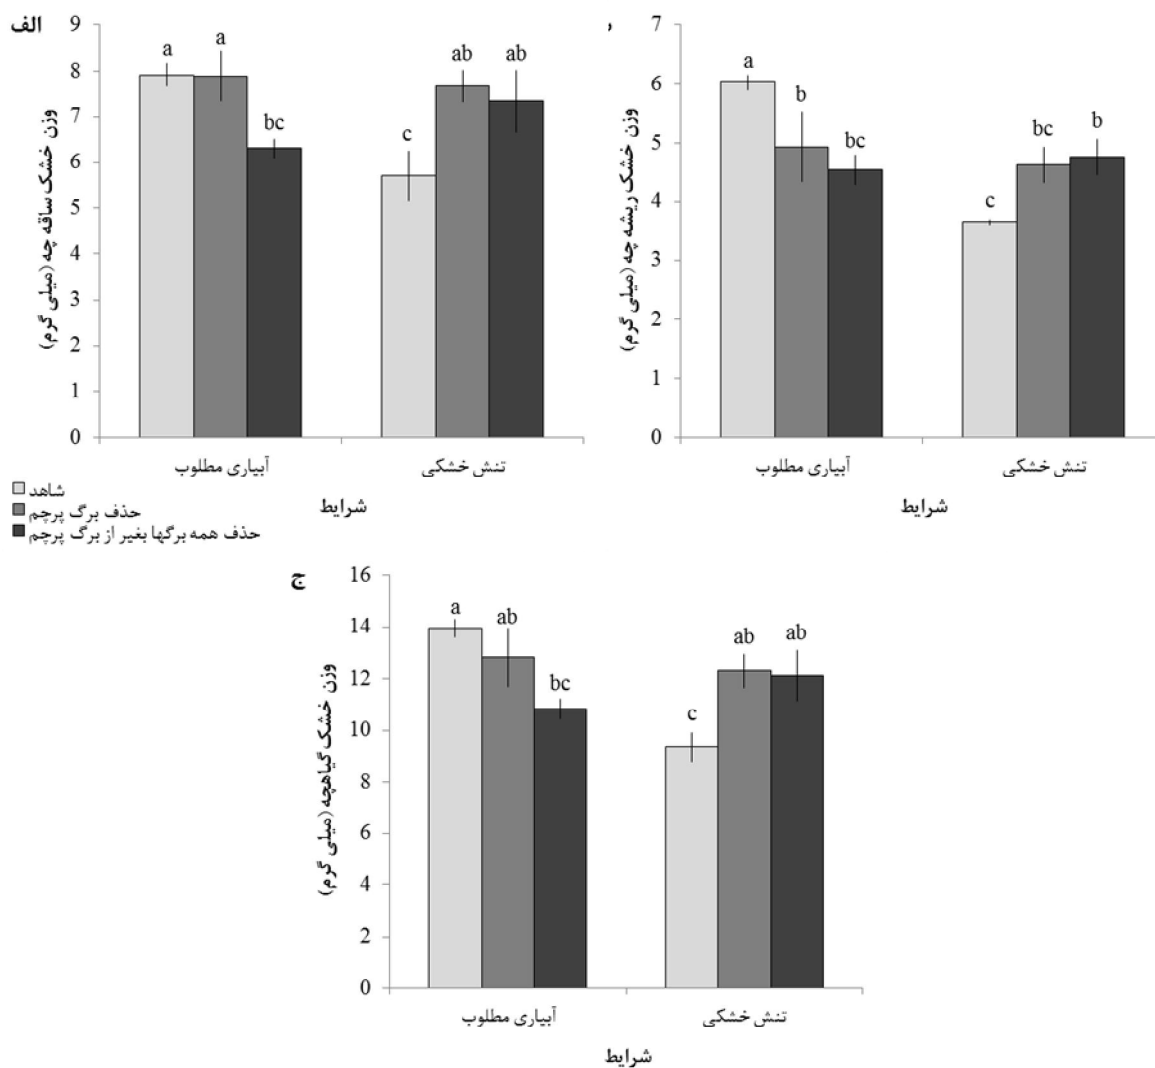 الف
وزن خشک ساقه چه (میلی گرم)
9
8
7
6
5
4
3
2
1
0
a
a
bc
c
ab
ab
آبیاری مطلوب
تنش خشکی
شرایط
وزن خشک ریشه چه (میلی گرم)
7
6
5
4
3
2
1
0
a
b
bc
c
bc
b
آبیاری مطلوب
تنش خشکی
شرایط
شاهد
حذف برگ پرچم
حذف همه برگها بغیر از برگ پرچم
ج
وزن خشک گیاهچه (میلی گرم)
16
14
12
10
8
6
4
2
0
a
ab
bc
c
ab
ab
آبیاری مطلوب
تنش خشکی
شرایط